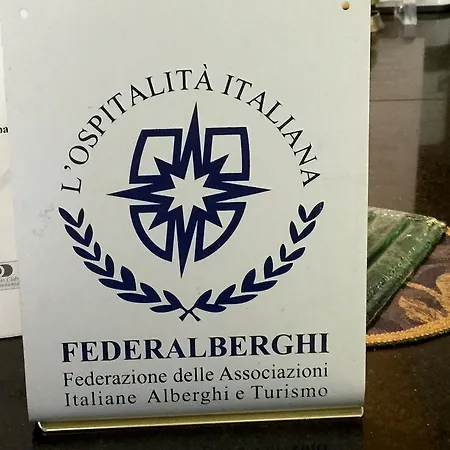 L'OSPITALITÀ ITALIANA
FEDERALBERGHI
Federazione delle Associazioni
Italiane Alberghi e Turismo